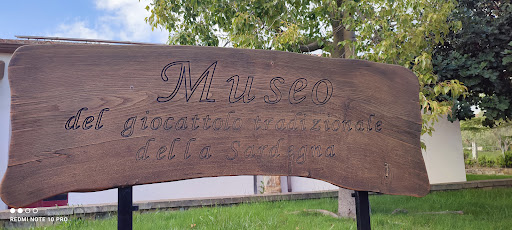 Museo
del giocattolo tradizionale
della Sardegna
REDMI NOTE 10 PRO